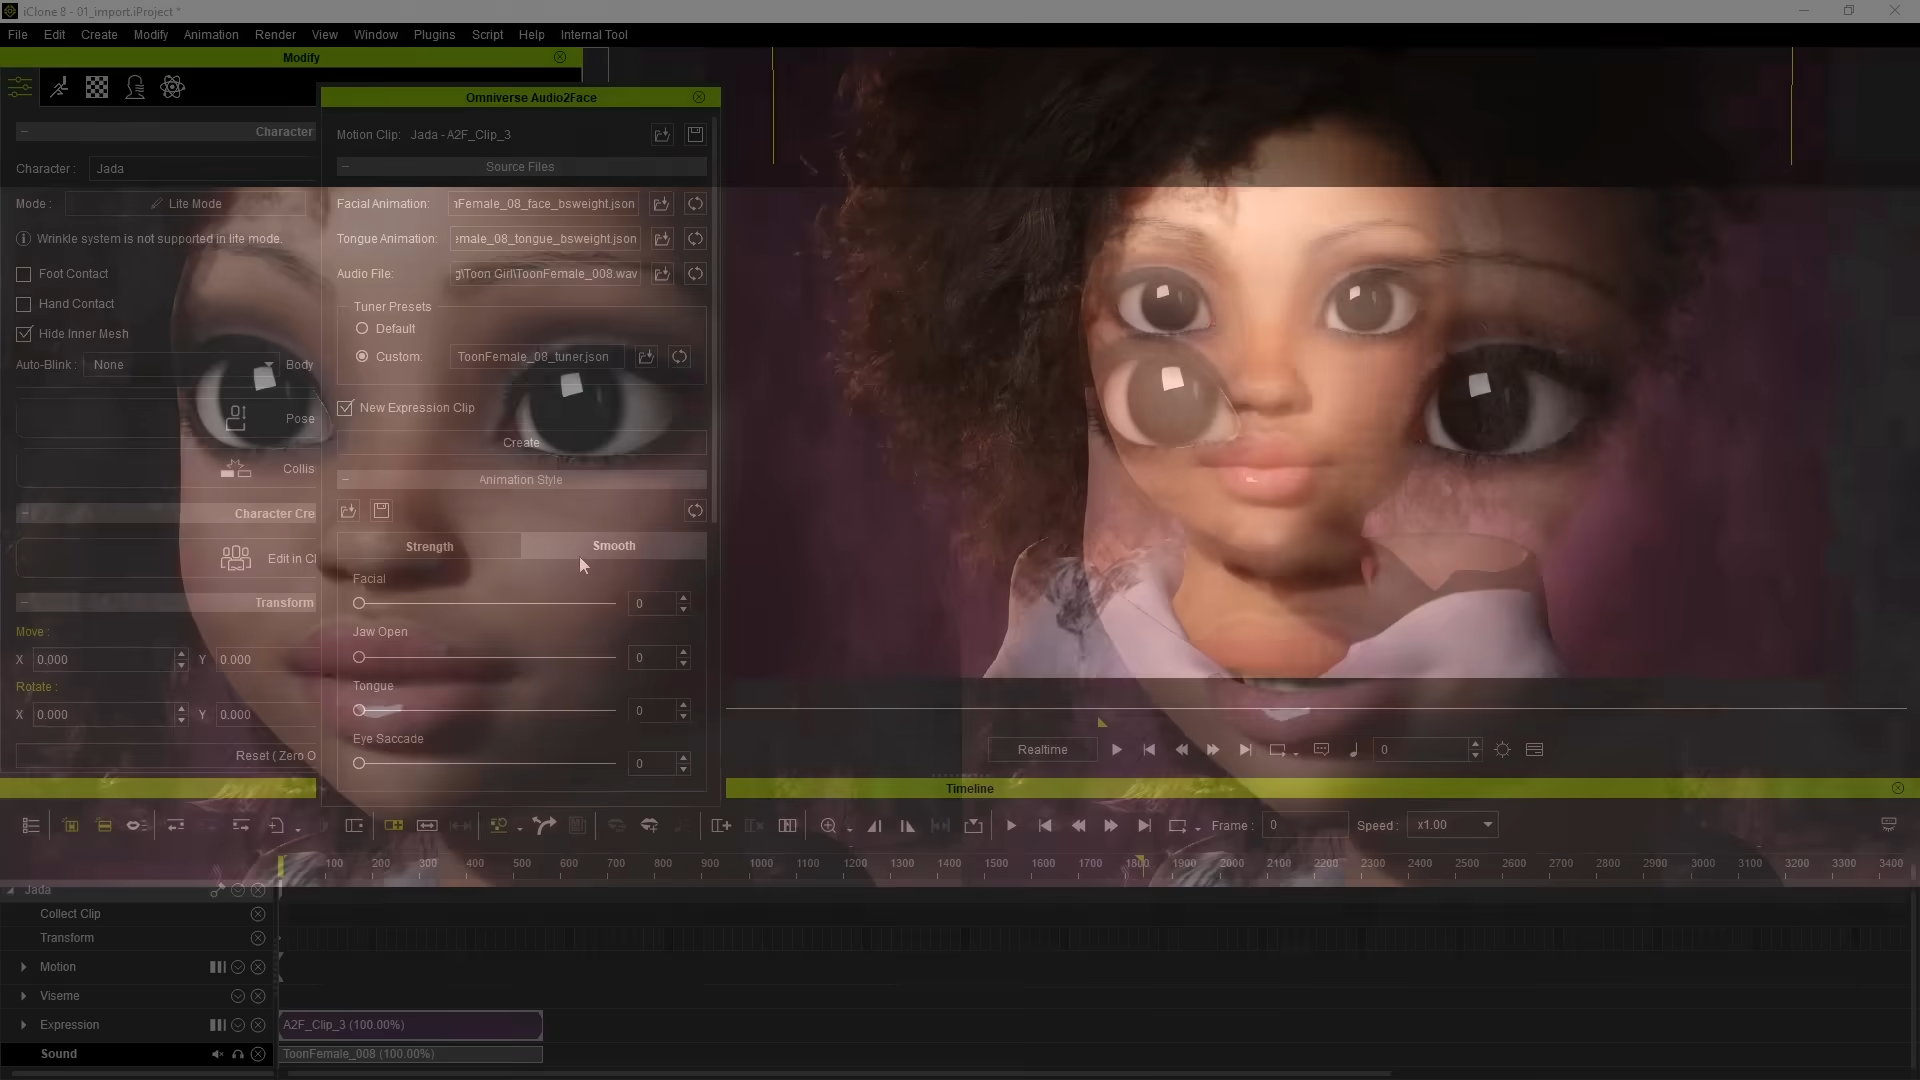 iClone 8 - 01_import.iProject *
File Edit Create Modify Animation Render View Window Plugins Script Help Internal Tool
Modify
Character
Character : Jada
Mode : Lite Mode
Wrinkle system is not supported in lite mode.
Foot Contact
Hand Contact
Hide Inner Mesh
Auto-Blink : None Body
Pose
Collis
Character Cre
Edit in Cl
Transform
Move :
X 0.000 Y 0.000
Rotate :
X 0.000 Y 0.000
Reset ( Zero O
Omniverse Audio2Face
Motion Clip: Jada - A2F_Clip_3
Source Files
Facial Animation: nFemale_08_face_bsweight.json
Tongue Animation: emale_08_tongue_bsweight.json
Audio File: g\Toon Girl\ToonFemale_008.wav
Tuner Presets
Default
Custom: ToonFemale_08_tuner.json
New Expression Clip
Create
Animation Style
Strength Smooth
Facial
0
Jaw Open
0
Tongue
0
Eye Saccade
0
Realtime 0
Timeline
Frame : 0 Speed : x1.00
100 200 300 400 500 600 700 800 900 1000 1100 1200 1300 1400 1500 1600 1700 1800 1900 2000 2100 2200 2300 2400 2500 2600 2700 2800 2900 3000 3100 3200 3300 3400
Jada
Collect Clip
Transform
Motion
Viseme
Expression A2F_Clip_3 (100.00%)
Sound ToonFemale_008 (100.00%)